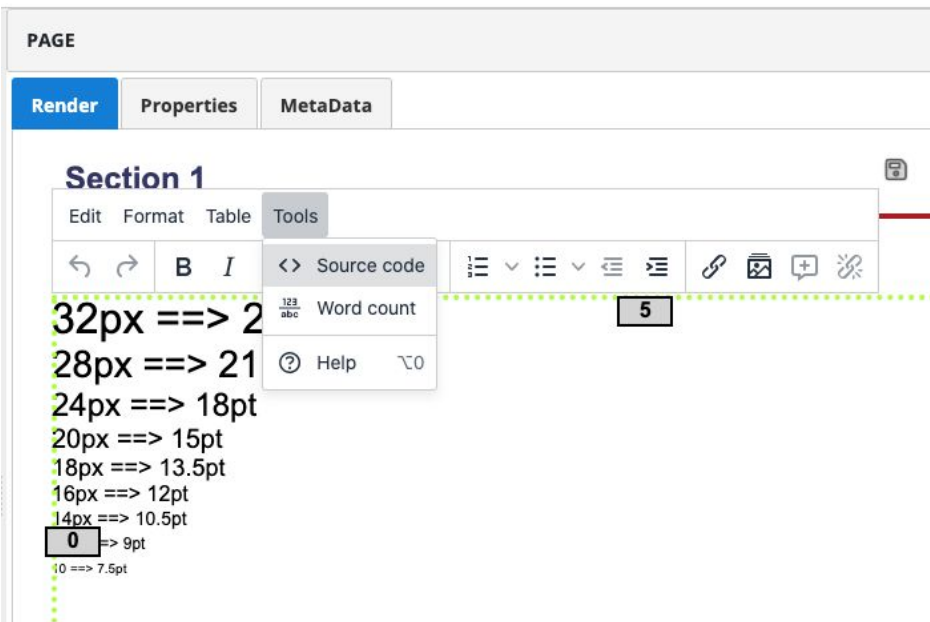 PAGE
Render Properties MetaData
Section 1
Edit Format Table Tools
B I
Source code
Word count
Help ⌥0
5
32px ==> 2
28px ==> 21
24px ==> 18pt
20px ==> 15pt
18px ==> 13.5pt
16px ==> 12pt
14px ==> 10.5pt
0 => 9pt
10 ==> 7.5pt